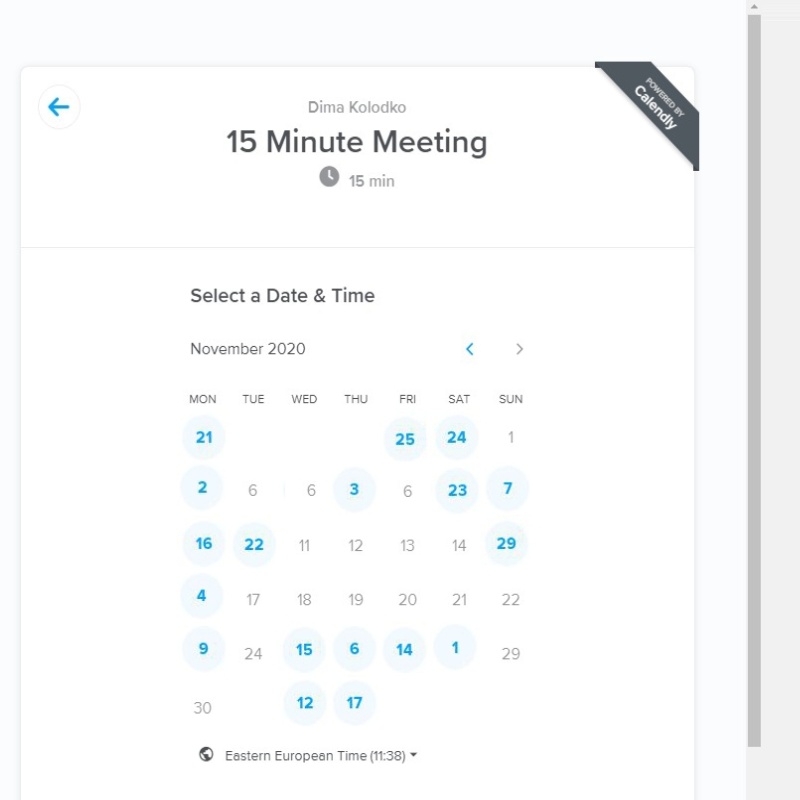 POWERED BY
Calendly
Dima Kolodko
15 Minute Meeting
15 min
Select a Date & Time
November 2020
MON TUE WED THU FRI SAT SUN
21 25 24 1
2 6 6 3 6 23 7
16 22 11 12 13 14 29
4 17 18 19 20 21 22
9 24 15 6 14 1 29
30 12 17
Eastern European Time (11:38)